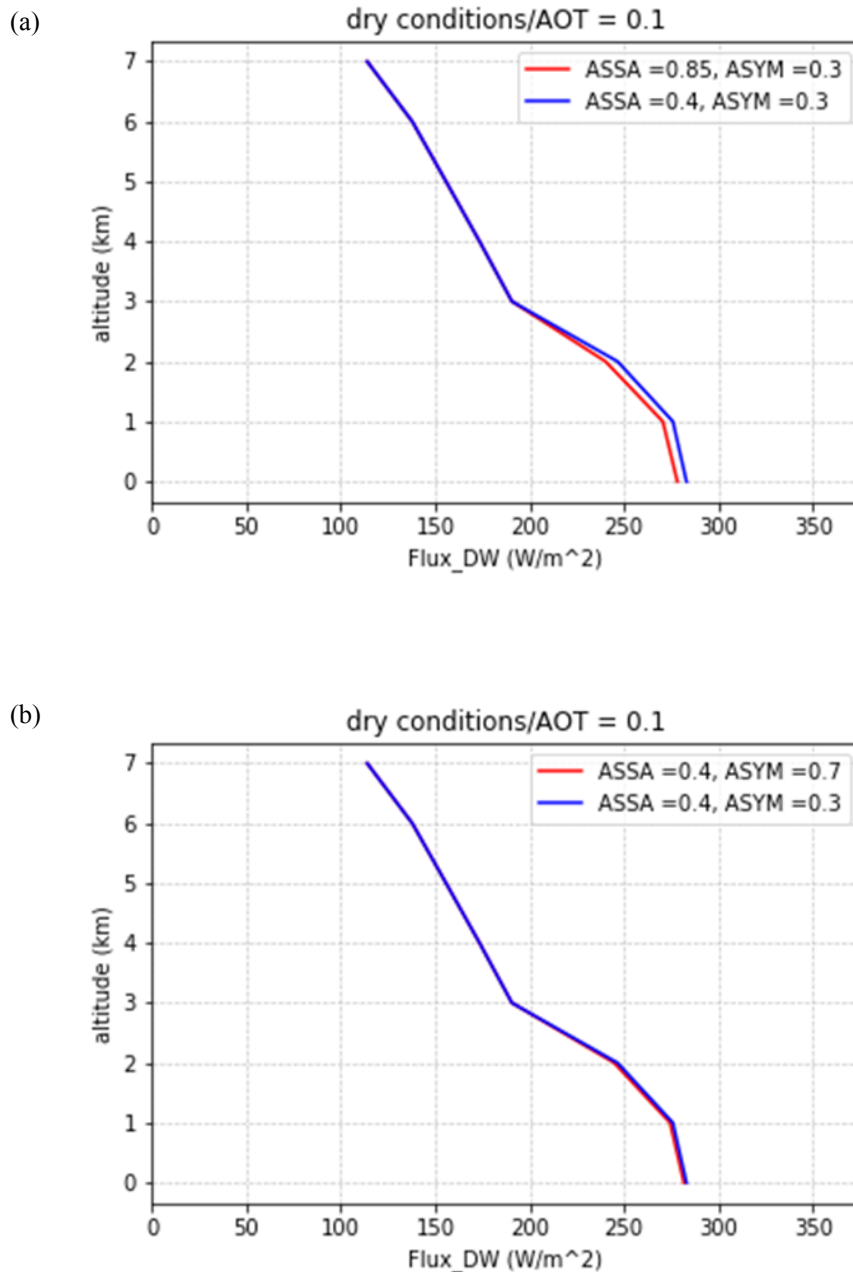 (a)
dry conditions/AOT = 0.1
ASSA =0.85, ASYM =0.3
ASSA =0.4, ASYM =0.3
7
6
5
4
3
2
1
0
altitude (km)
0 50 100 150 200 250 300 350
Flux_DW (W/m^2)
(b)
dry conditions/AOT = 0.1
ASSA =0.4, ASYM =0.7
ASSA =0.4, ASYM =0.3
7
6
5
4
3
2
1
0
altitude (km)
0 50 100 150 200 250 300 350
Flux_DW (W/m^2)